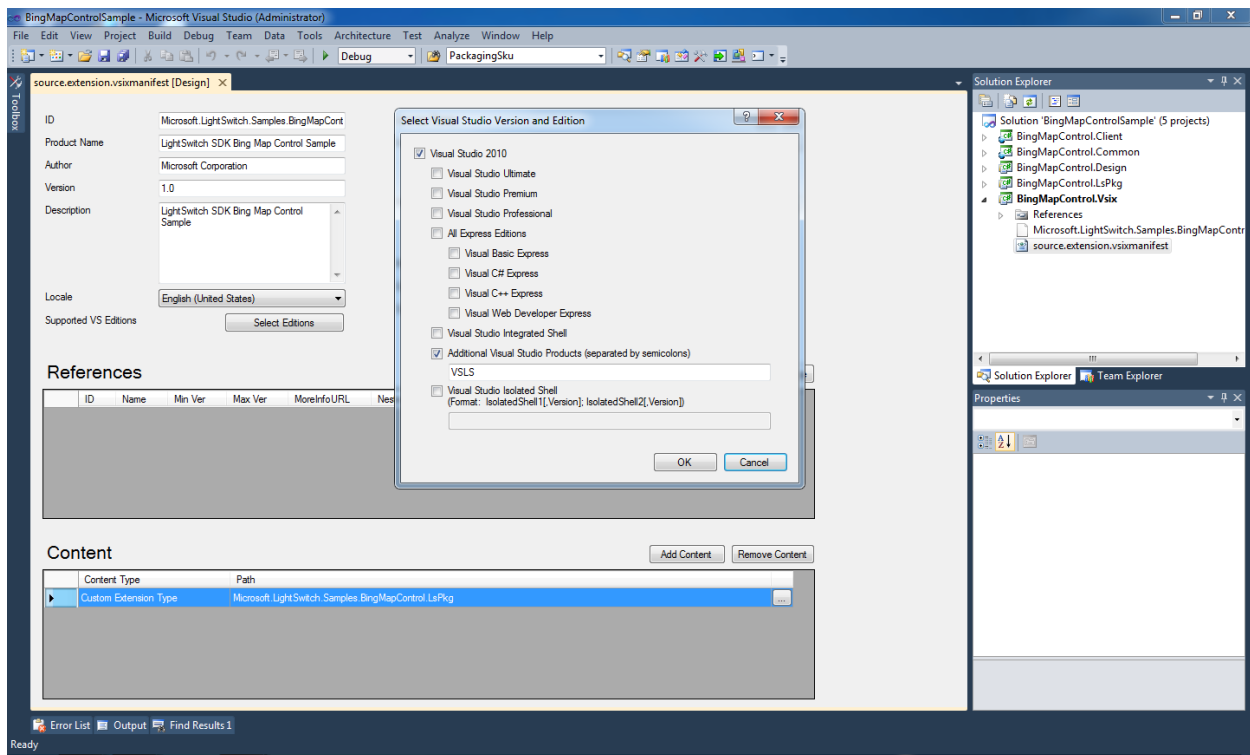 BingMapControlSample - Microsoft Visual Studio (Administrator)
File Edit View Project Build Debug Team Data Tools Architecture Test Analyze Window Help
Debug PackagingSku
Toolbox
source.extension.vsixmanifest [Design]
ID Microsoft.LightSwitch.Samples.BingMapCont
Product Name LightSwitch SDK Bing Map Control Sample
Author Microsoft Corporation
Version 1.0
Description LightSwitch SDK Bing Map Control
Sample
Locale English (United States)
Supported VS Editions Select Editions
References
ID Name Min Ver Max Ver MoreInfoURL Nes
Select Visual Studio Version and Edition
Visual Studio 2010
Visual Studio Ultimate
Visual Studio Premium
Visual Studio Professional
All Express Editions
Visual Basic Express
Visual C# Express
Visual C++ Express
Visual Web Developer Express
Visual Studio Integrated Shell
Additional Visual Studio Products (separated by semicolons)
VSLS
Visual Studio Isolated Shell
(Format: IsolatedShell1[,Version]; IsolatedShell2[,Version])
OK Cancel
Content
Add Content Remove Content
Content Type Path
Custom Extension Type Microsoft.LightSwitch.Samples.BingMapControl.LsPkg
...
Solution Explorer
Solution 'BingMapControlSample' (5 projects)
BingMapControl.Client
BingMapControl.Common
BingMapControl.Design
BingMapControl.LsPkg
BingMapControl.Vsix
References
Microsoft.LightSwitch.Samples.BingMapContr
source.extension.vsixmanifest
Solution Explorer Team Explorer
Properties
Error List Output Find Results 1
Ready